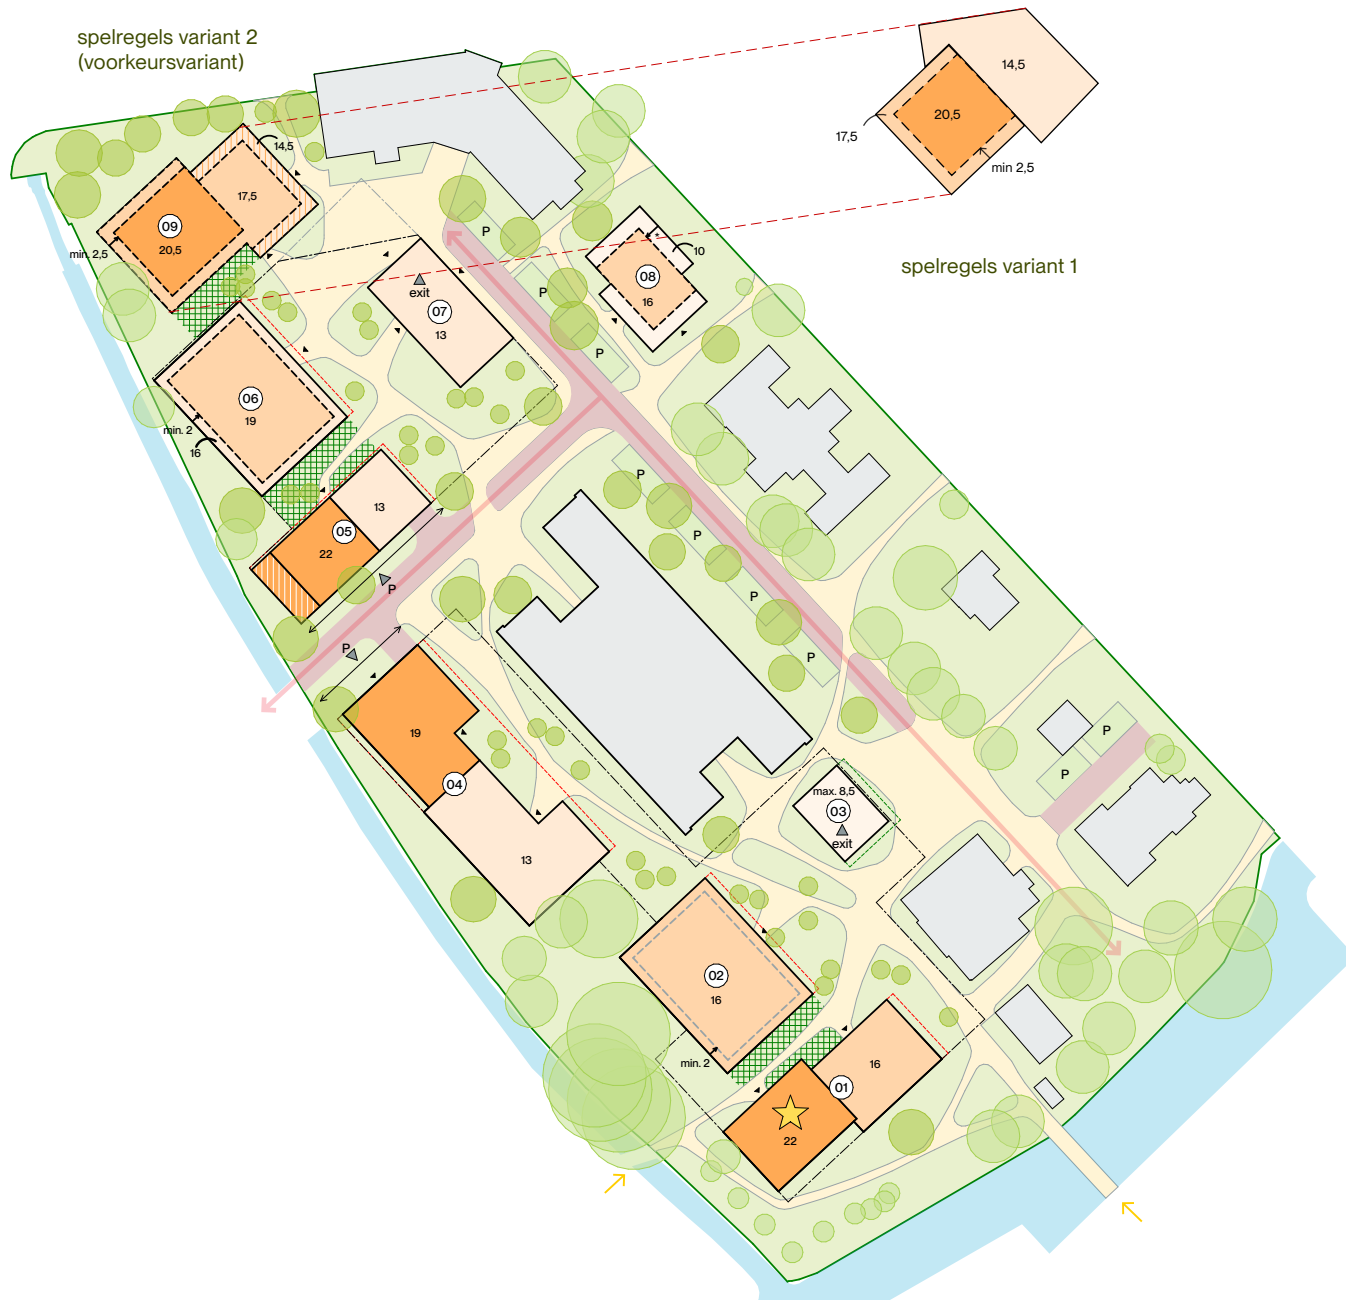 spelregels variant 2
(voorkeursvariant)
14,5
20,5
17,5
min 2,5
spelregels variant 1
14,5
17,5
09
20,5
min. 2,5
P
08
10
*
16
exit
07
13
P
P
06
19
min. 2
16
13
05
22
P
P
P
P
P
P
P
19
04
13
max. 8,5
03
exit
P
P
02
16
min. 2
16
01
22